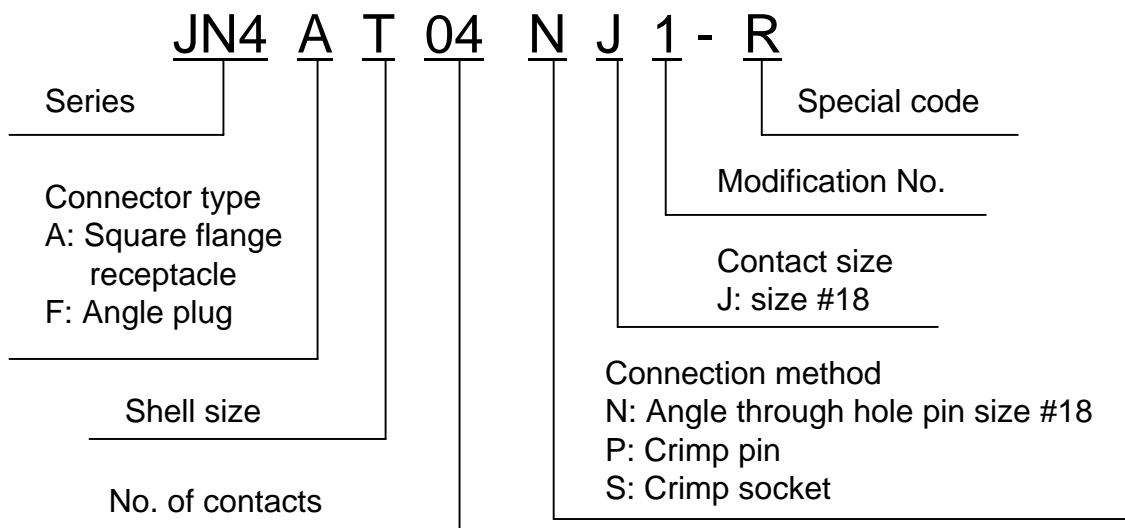 JN4 A T 04 N J 1 - R
Series
Special code
Connector type
A: Square flange
receptacle
F: Angle plug
Modification No.
Contact size
J: size #18
Shell size
Connection method
N: Angle through hole pin size #18
P: Crimp pin
S: Crimp socket
No. of contacts